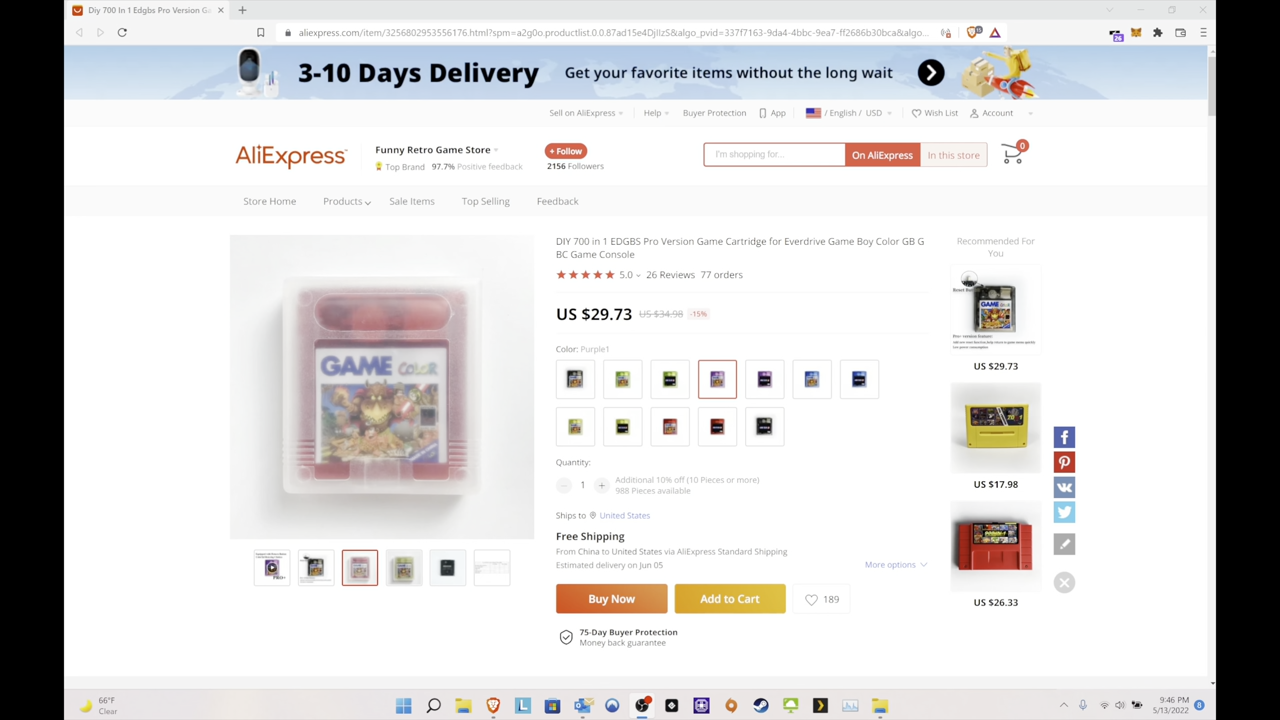 Diy 700 In 1 Edgbs Pro Version Ga
aliexpress.com/item/3256802953556176.html?spm=a2g0o.productlist.0.0.87ad15e4DjIIzS&algo_pvid=337f7163-9da4-4bbc-9ea7-ff2686b30bca&algo...
26
3-10 Days Delivery
Get your favorite items without the long wait
Sell on AliExpress
Help
Buyer Protection
App
/ English / USD
Wish List
Account
AliExpress
Funny Retro Game Store
Top Brand 97.7% Positive feedback
+ Follow
2156 Followers
I'm shopping for...
On AliExpress
In this store
0
Store Home
Products
Sale Items
Top Selling
Feedback
GAME COLOR
DIY 700 in 1 EDGBS Pro Version Game Cartridge for Everdrive Game Boy Color GB G
BC Game Console
5.0
26 Reviews
77 orders
US $29.73
US $34.98
-15%
Color: Purple1
Quantity:
1
Additional 10% off (10 Pieces or more)
988 Pieces available
Ships to
United States
Free Shipping
From China to United States via AliExpress Standard Shipping
Estimated delivery on Jun 05
More options
Buy Now
Add to Cart
189
75-Day Buyer Protection
Money back guarantee
Recommended For
You
GAME
US $29.73
US $17.98
US $26.33
66°F
Clear
9:46 PM
5/13/2022
8